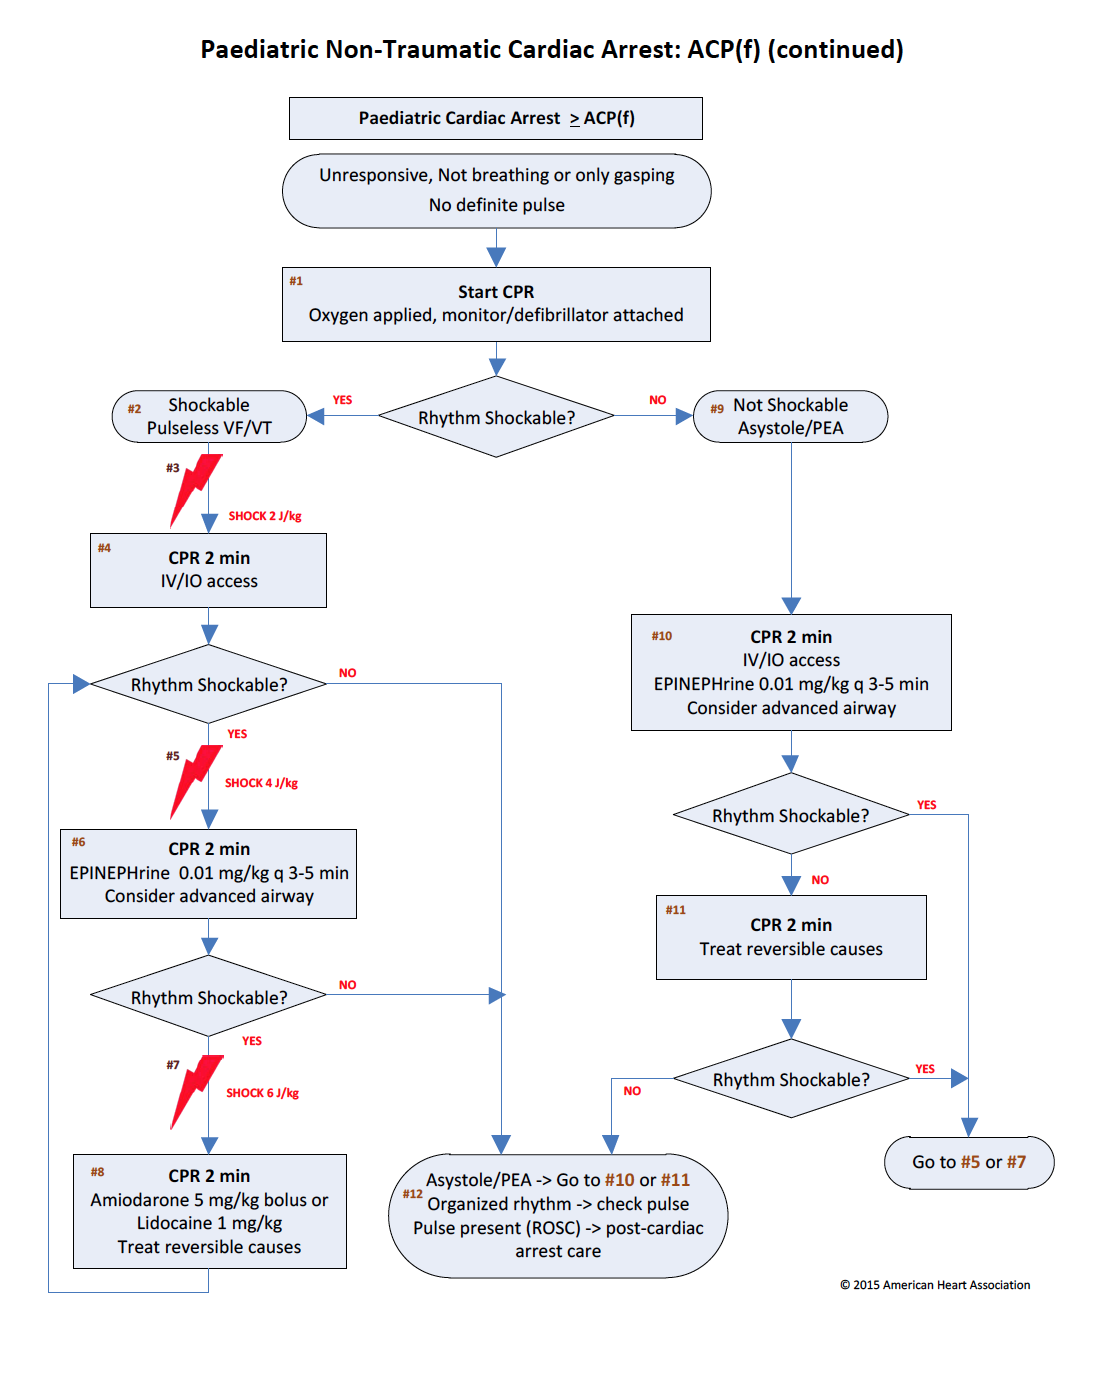 Paediatric Non-Traumatic Cardiac Arrest: ACP(f) (continued)
Paediatric Cardiac Arrest > ACP(f)
Unresponsive, Not breathing or only gasping
No definite pulse
#1
Start CPR
Oxygen applied, monitor/defibrillator attached
Rhythm Shockable?
YES
NO
#2
Shockable
Pulseless VF/VT
#9
Not Shockable
Asystole/PEA
#3
SHOCK 2 J/kg
#4
CPR 2 min
IV/IO access
Rhythm Shockable?
NO
YES
#5
SHOCK 4 J/kg
#6
CPR 2 min
EPINEPHrine 0.01 mg/kg q 3-5 min
Consider advanced airway
Rhythm Shockable?
NO
YES
#7
SHOCK 6 J/kg
#8
CPR 2 min
Amiodarone 5 mg/kg bolus or
Lidocaine 1 mg/kg
Treat reversible causes
#10
CPR 2 min
IV/IO access
EPINEPHrine 0.01 mg/kg q 3-5 min
Consider advanced airway
Rhythm Shockable?
YES
NO
#11
CPR 2 min
Treat reversible causes
Rhythm Shockable?
YES
NO
Go to #5 or #7
#12
Asystole/PEA -> Go to #10 or #11
Organized rhythm -> check pulse
Pulse present (ROSC) -> post-cardiac
arrest care
© 2015 American Heart Association